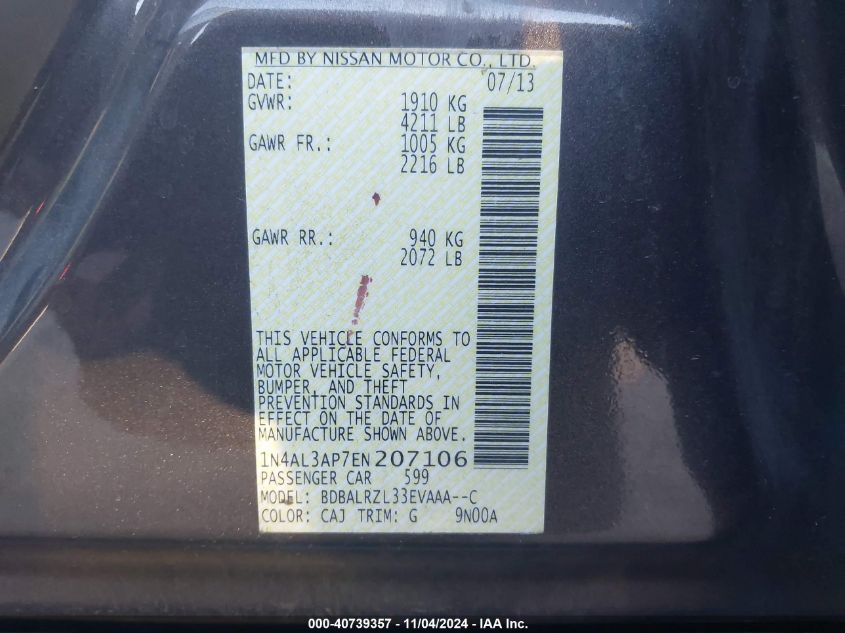 MFD BY NISSAN MOTOR CO., LTD.
DATE: 07/13
GVWR: 1910 KG
4211 LB
GAWR FR.: 1005 KG
2216 LB
GAWR RR.: 940 KG
2072 LB
THIS VEHICLE CONFORMS TO
ALL APPLICABLE FEDERAL
MOTOR VEHICLE SAFETY,
BUMPER, AND THEFT
PREVENTION STANDARDS IN
EFFECT ON THE DATE OF
MANUFACTURE SHOWN ABOVE.
1N4AL3AP7EN207106
PASSENGER CAR 599
MODEL: BDBALRZL33EVAAA--C
COLOR: CAJ TRIM: G 9N00A
000-40739357 - 11/04/2024 - IAA Inc.